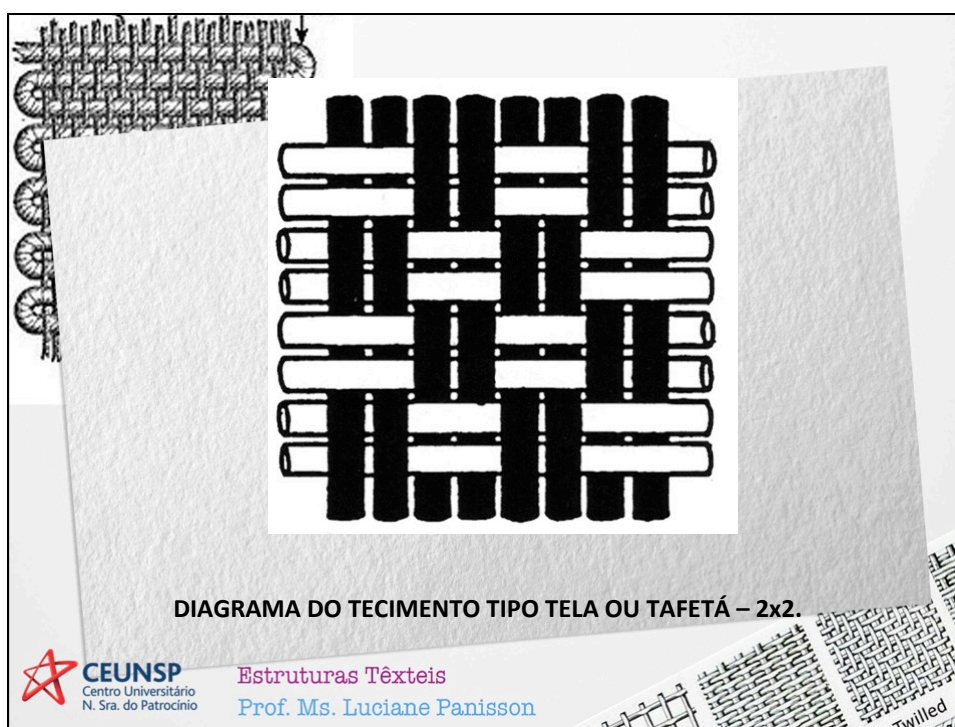 DIAGRAMA DO TECIMENTO TIPO TELA OU TAFETÁ – 2x2.
CEUNSP
Centro Universitário
N. Sra. do Patrocínio
Estruturas Têxteis
Prof. Ms. Luciane Panisson